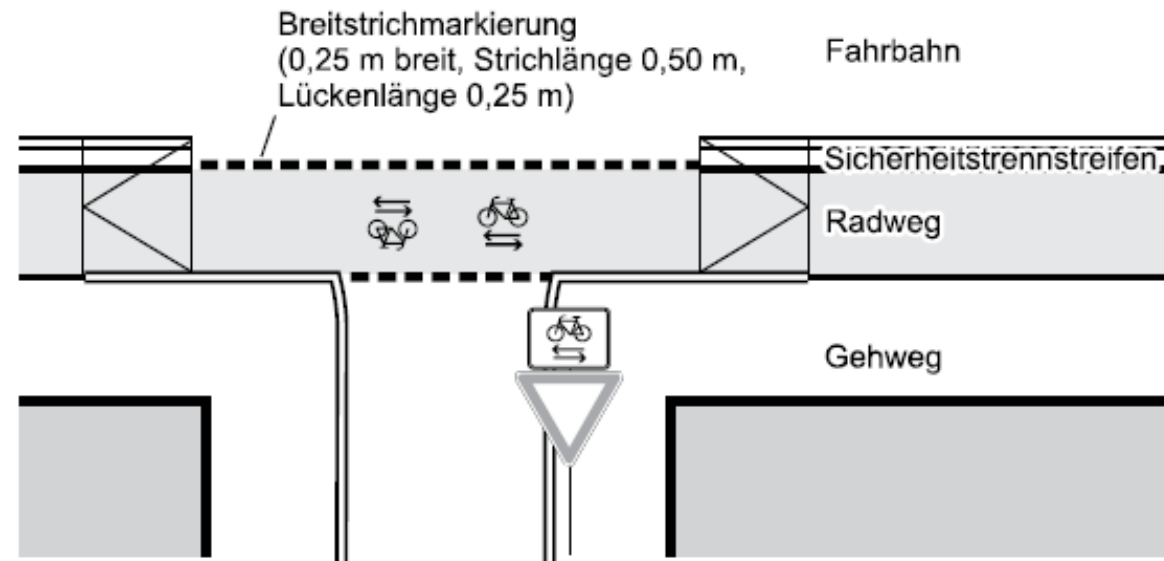 Breitstrichmarkierung
(0,25 m breit, Strichlänge 0,50 m,
Lückenlänge 0,25 m)
Fahrbahn
Sicherheitstrennstreifen
Radweg
Gehweg